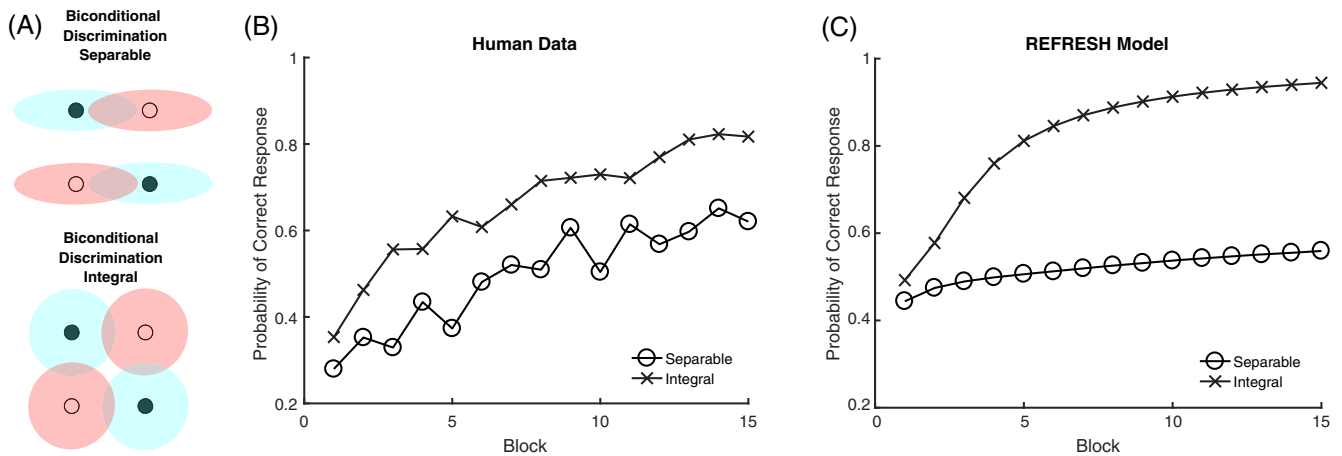 (A)
Biconditional
Discrimination
Separable
Biconditional
Discrimination
Integral
(B)
Human Data
Probability of Correct Response
1
0.8
0.6
0.4
0.2
0
5
10
15
Block
Separable
Integral
(C)
REFRESH Model
Probability of Correct Response
1
0.8
0.6
0.4
0.2
0
5
10
15
Block
Separable
Integral